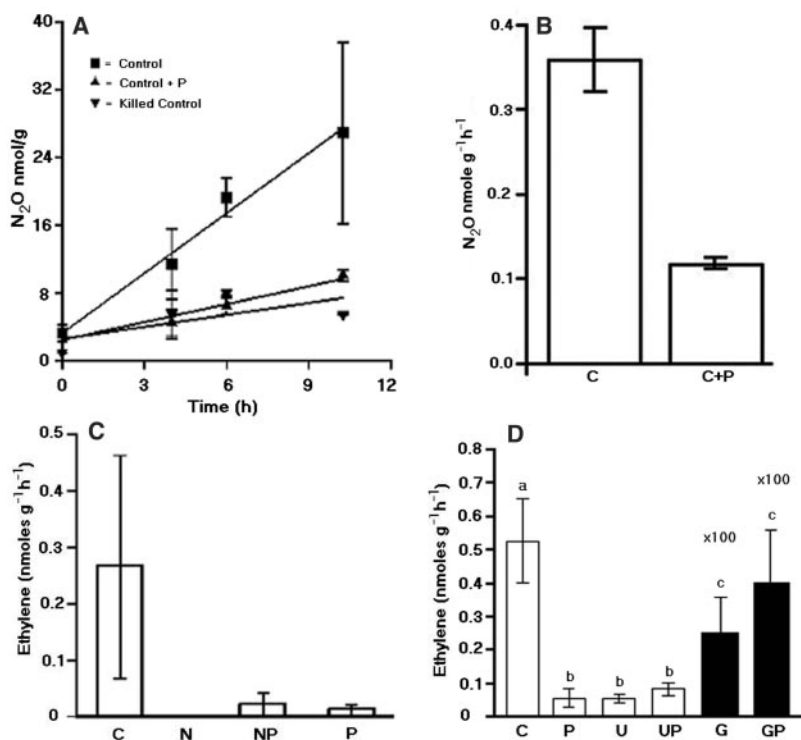 A
N₂O nmol/g
40
32
24
16
8
0
■ = Control
▲ = Control + P
▼ = Killed Control
0 3 6 9 12
Time (h)
B
N₂O nmole g⁻¹h⁻¹
0.4
0.3
0.2
0.1
0.0
C C+P
C
Ethylene (nmoles g⁻¹h⁻¹)
0.5
0.4
0.3
0.2
0.1
0
C N NP P
D
Ethylene (nmoles g⁻¹h⁻¹)
0.8
0.7
0.6
0.5
0.4
0.3
0.2
0.1
0
a
b
b
b
x100
c
x100
c
C P U UP G GP